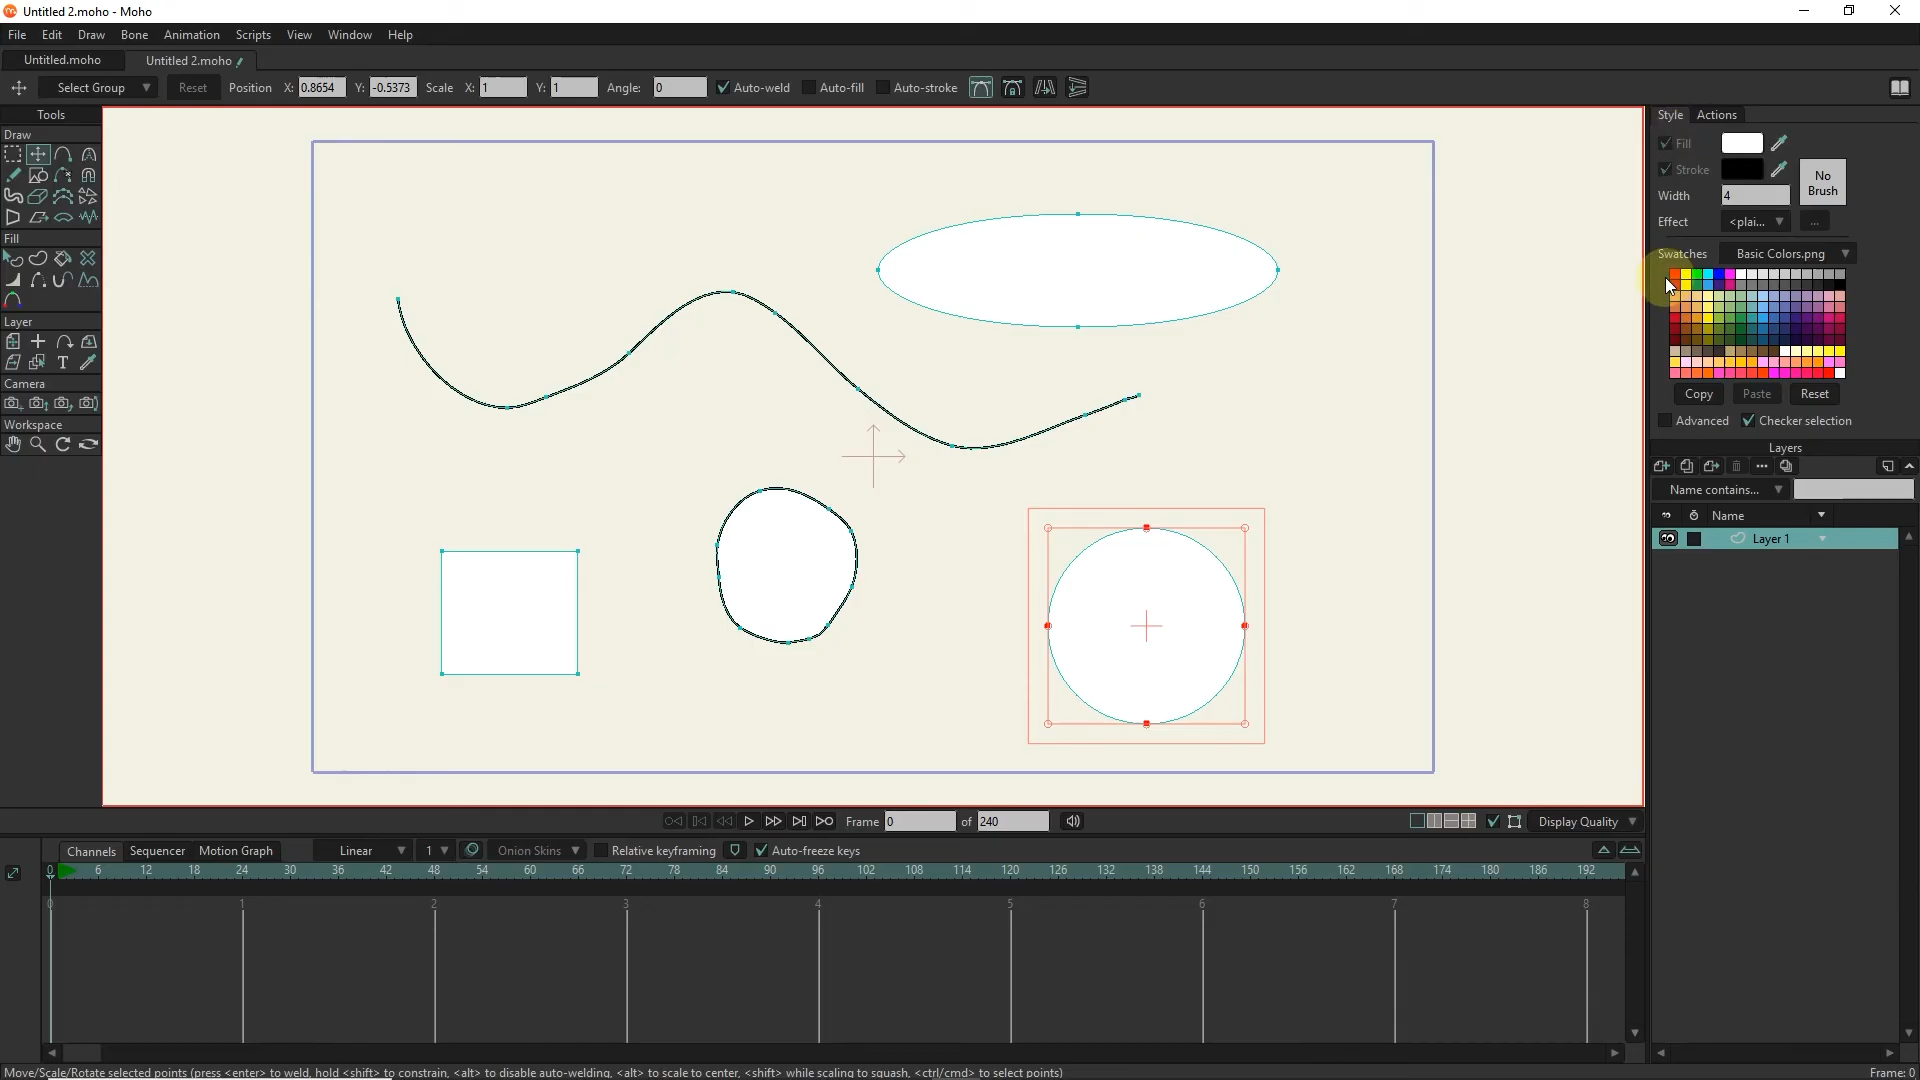 Untitled 2.moho - Moho
File Edit Draw Bone Animation Scripts View Window Help
Untitled.moho Untitled 2.moho
Select Group Reset Position X: 0.8654 Y: -0.5373 Scale X: 1 Y: 1 Angle: 0 Auto-weld Auto-fill Auto-stroke
Tools
Draw
Fill
Layer
T
Camera
Workspace
Style Actions
Fill
Stroke
No Brush
Width 4
Effect <plai... ...
Swatches Basic Colors.png
Copy Paste Reset
Advanced Checker selection
Layers
Name contains...
Name
Layer 1
Frame 0 of 240 Display Quality
Channels Sequencer Motion Graph Linear 1 Onion Skins Relative keyframing Auto-freeze keys
0 6 12 18 24 30 36 42 48 54 60 66 72 78 84 90 96 102 108 114 120 126 132 138 144 150 156 162 168 174 180 186 192
0 1 2 3 4 5 6 7 8
Move/Scale/Rotate selected points (press <enter> to weld, hold <shift> to constrain, <alt> to disable auto-welding, <alt> to scale to center, <shift> while scaling to squash, <ctrl/cmd> to select points)
Frame: 0